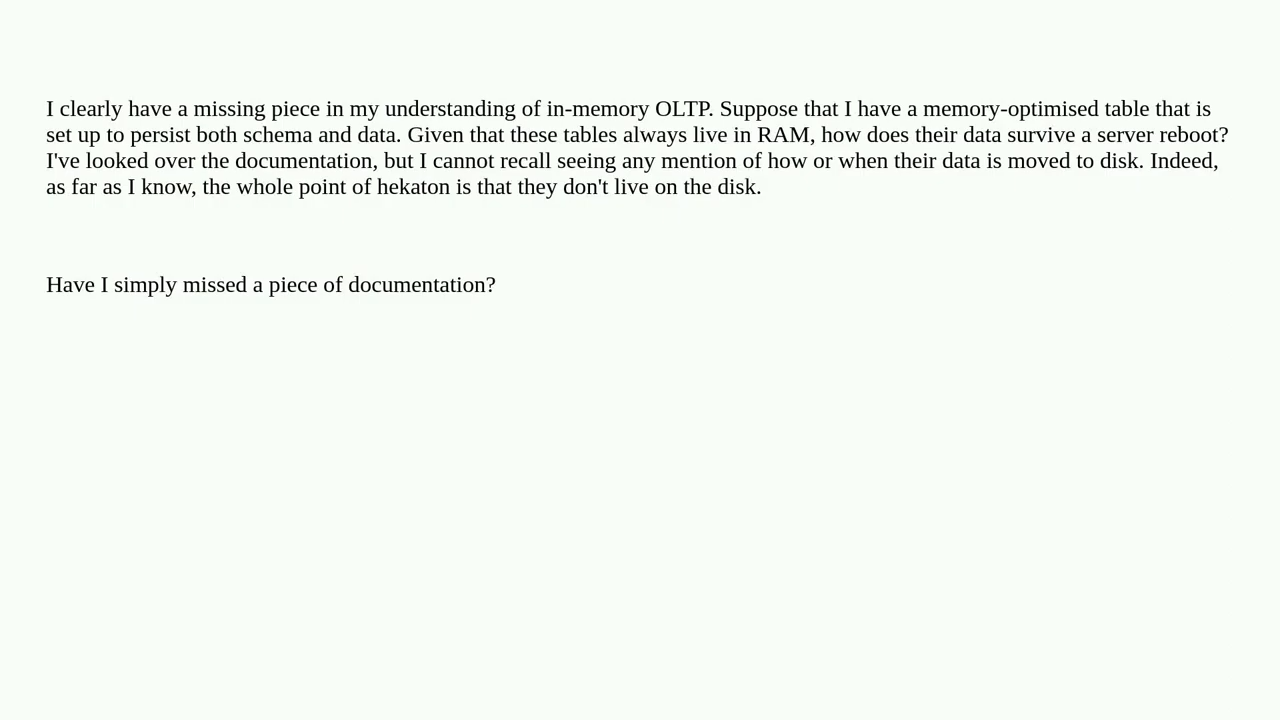 I clearly have a missing piece in my understanding of in-memory OLTP. Suppose that I have a memory-optimised table that is
set up to persist both schema and data. Given that these tables always live in RAM, how does their data survive a server reboot?
I've looked over the documentation, but I cannot recall seeing any mention of how or when their data is moved to disk. Indeed,
as far as I know, the whole point of hekaton is that they don't live on the disk.
Have I simply missed a piece of documentation?